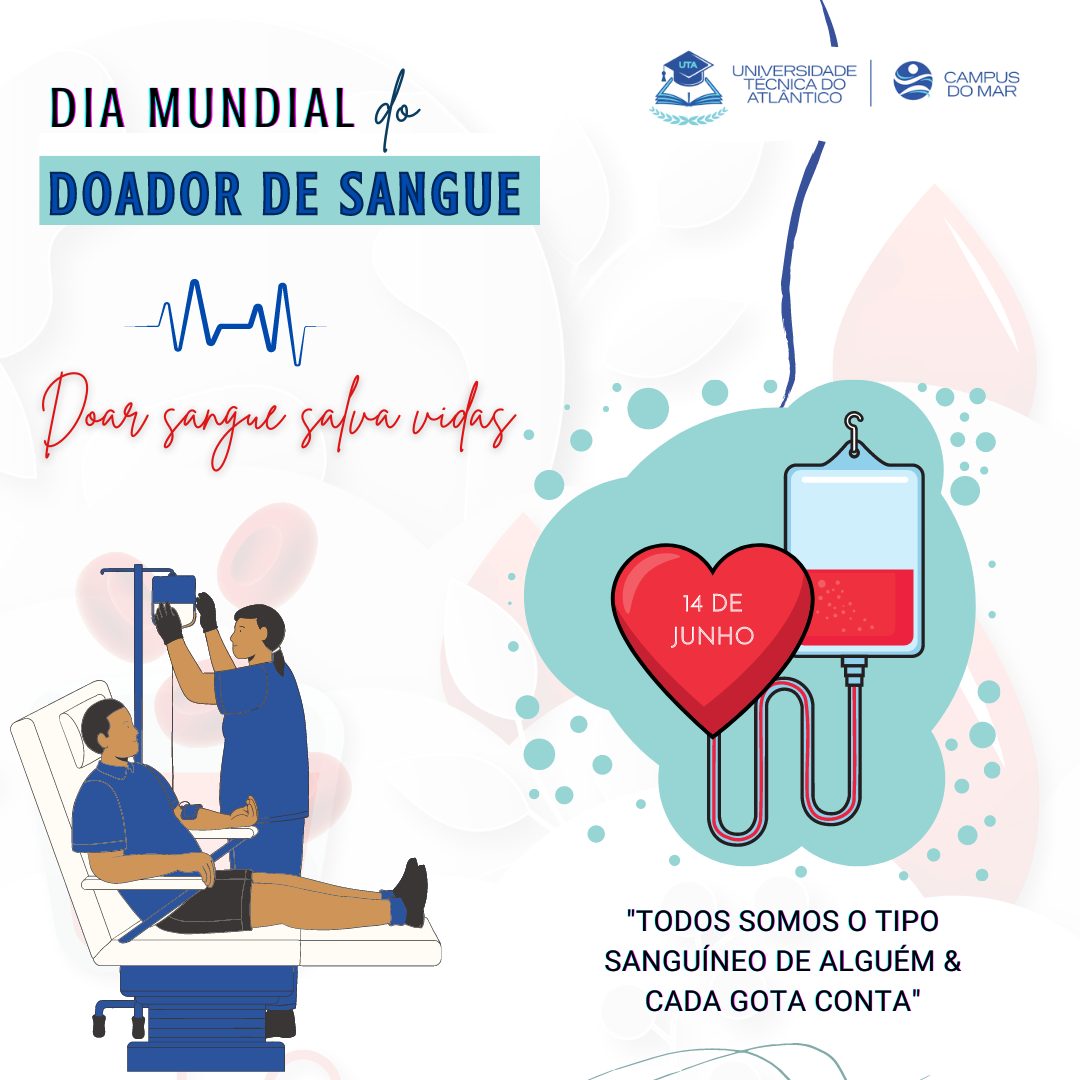 DIA MUNDIAL do
DOADOR DE SANGUE
UTA
UNIVERSIDADE
TÉCNICA DO
ATLÂNTICO
CAMPUS
DO MAR
Doar sangue salva vidas
14 DE
JUNHO
"TODOS SOMOS O TIPO
SANGUÍNEO DE ALGUÉM &
CADA GOTA CONTA"